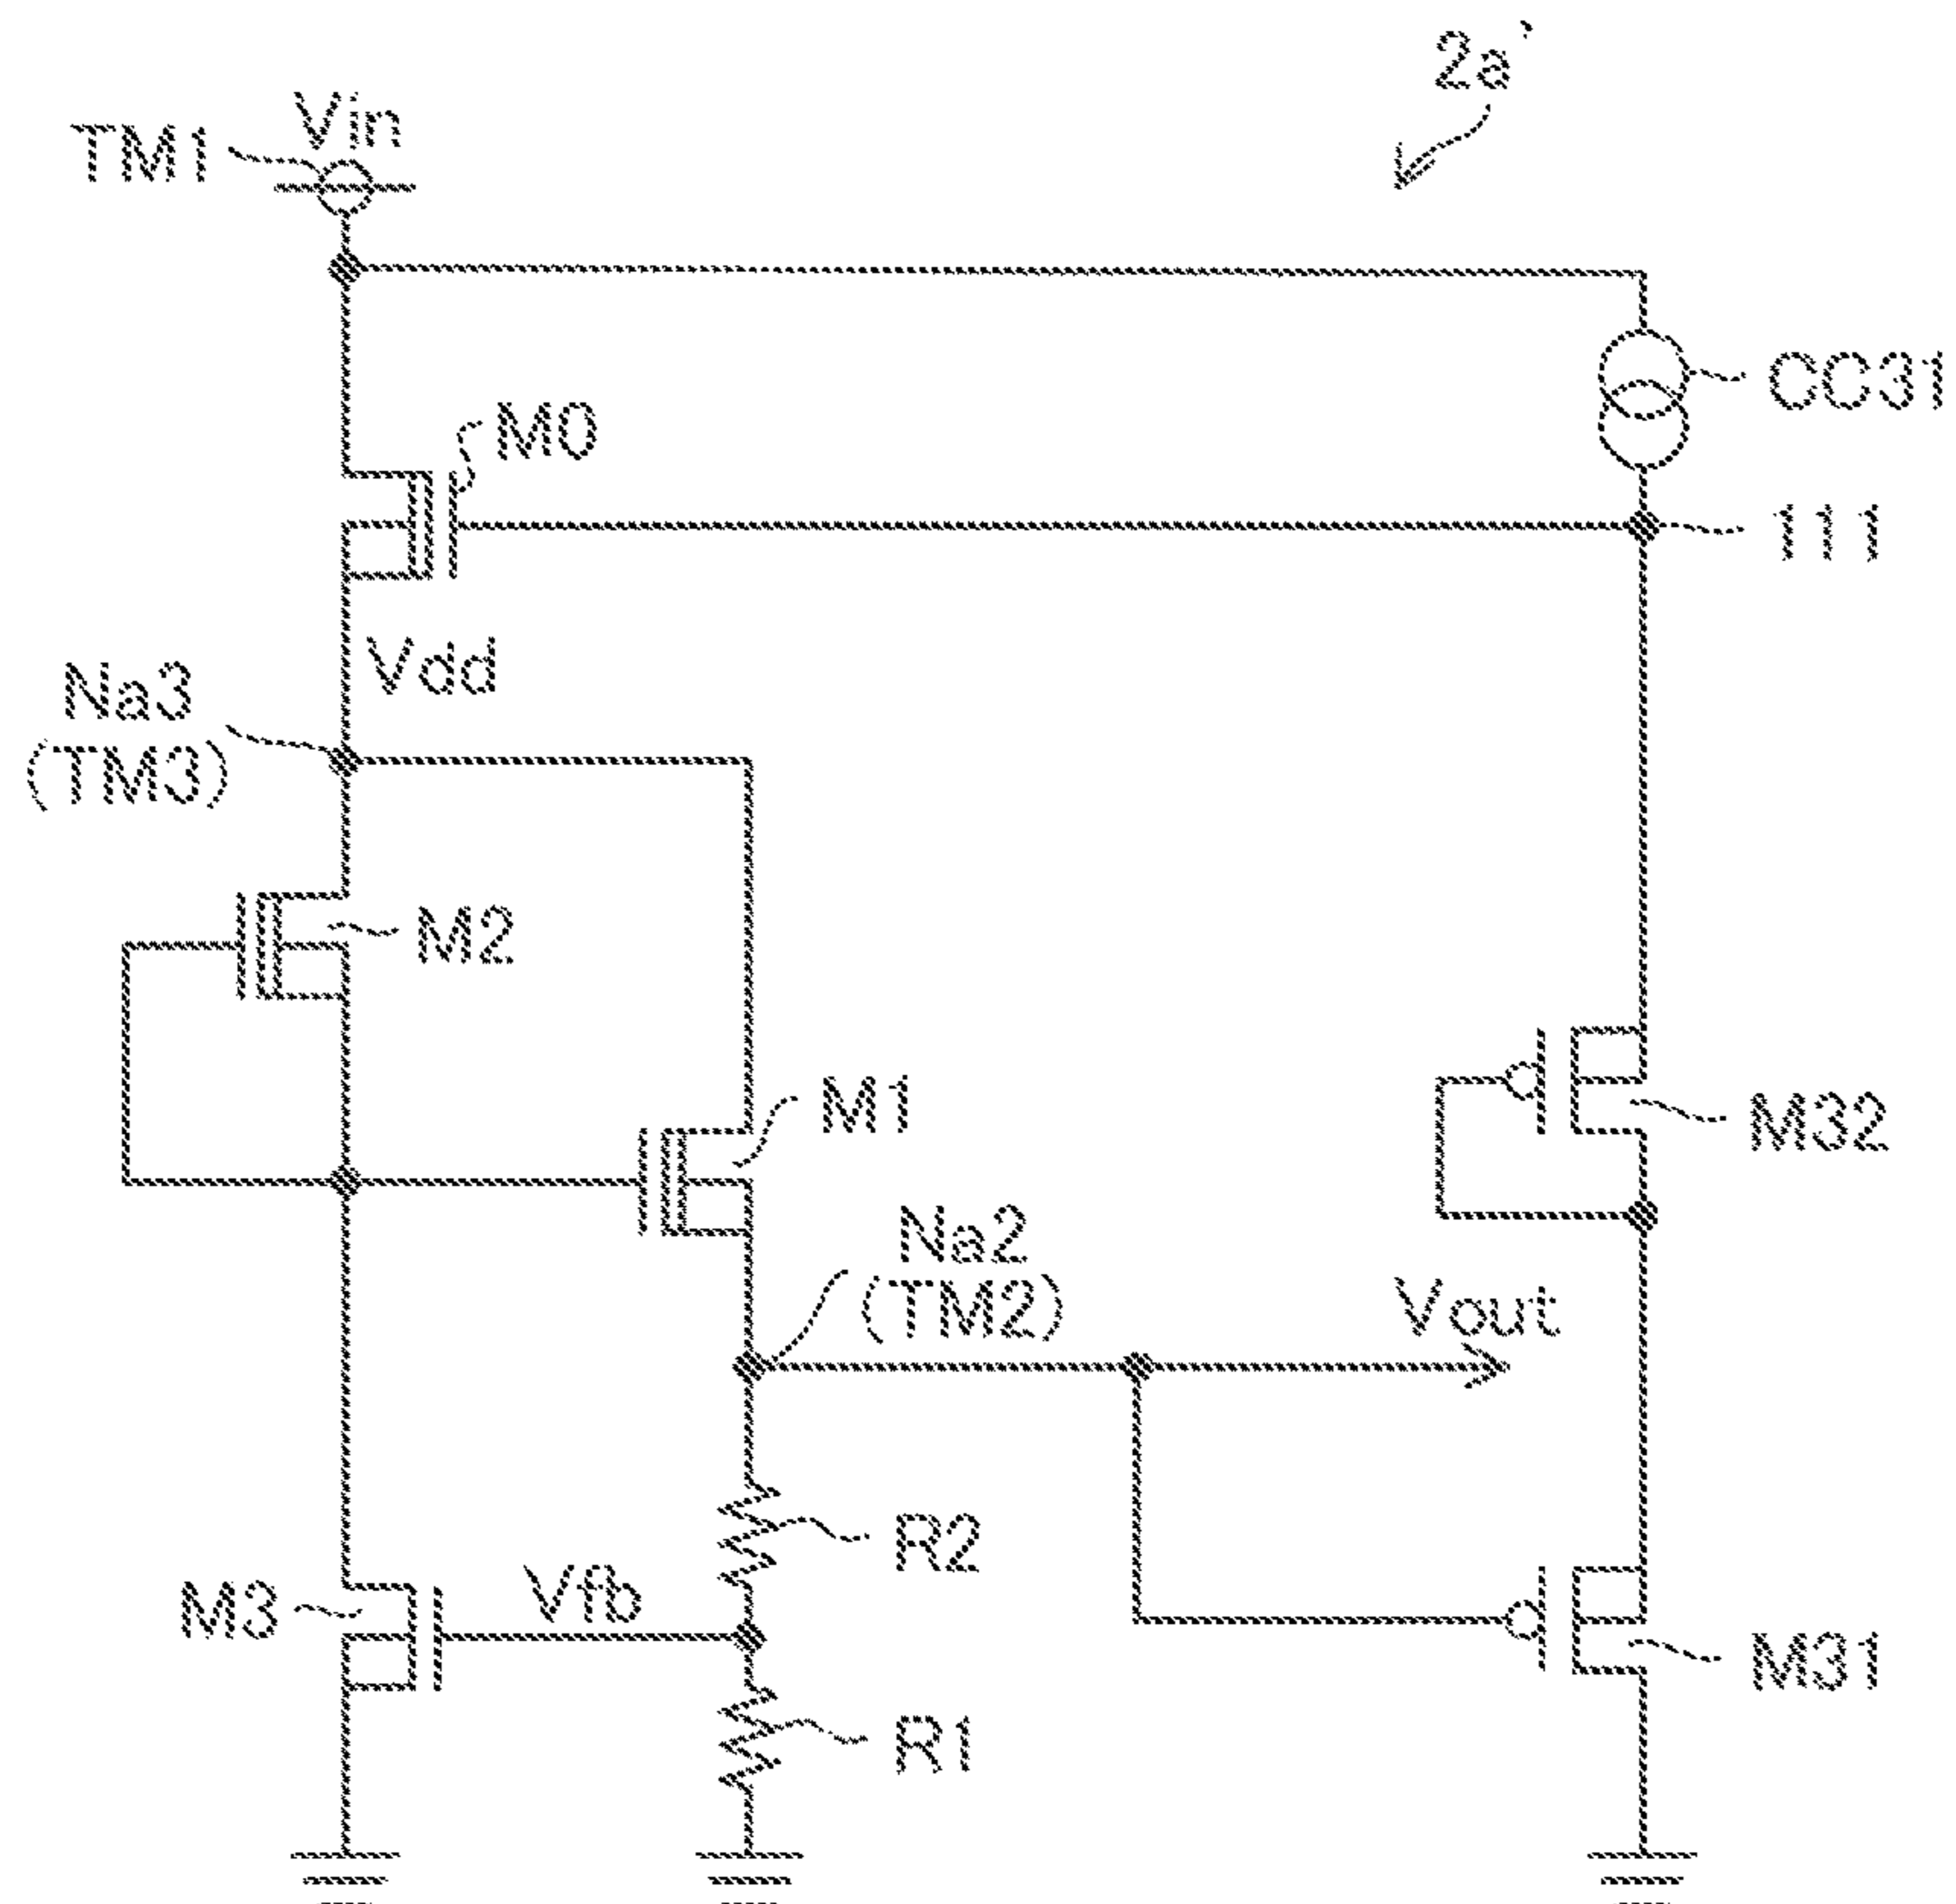 2a’
Vin
TM1
CC31
M0
111
Vdd
Na3
(TM3)
M2
M1
M32
Na2
(TM2)
Vout
R2
Vfb
M3
M31
R1